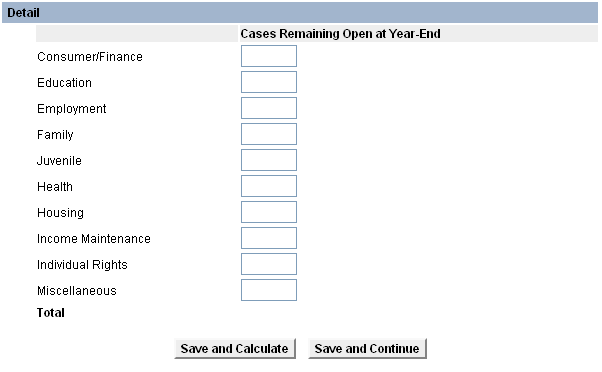 Detail
Cases Remaining Open at Year-End
Consumer/Finance
Education
Employment
Family
Juvenile
Health
Housing
Income Maintenance
Individual Rights
Miscellaneous
Total
Save and Calculate Save and Continue